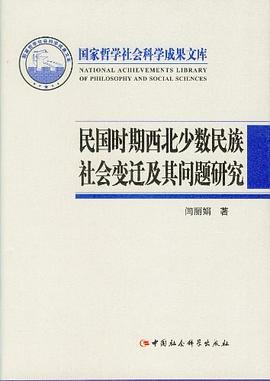 国家哲学社会科学成果文库
NATIONAL ACHIEVEMENTS LIBRARY
OF PHILOSOPHY AND SOCIAL SCIENCES
民国时期西北少数民族
社会变迁及其问题研究
闫丽娟 著
中国社会科学出版社